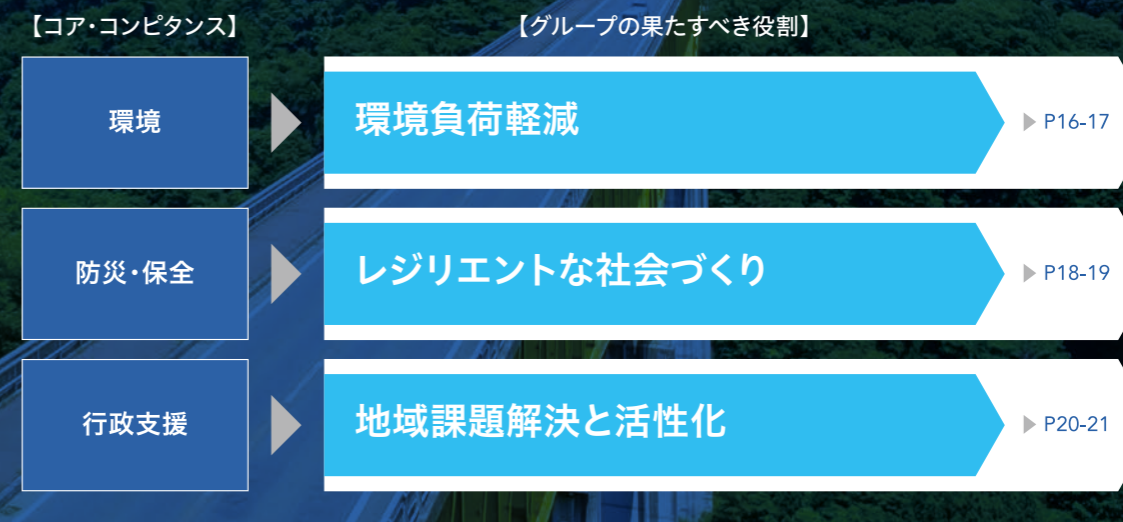 【コア・コンピタンス】
【グループの果たすべき役割】
環境
環境負荷軽減
P16-17
防災・保全
レジリエントな社会づくり
P18-19
行政支援
地域課題解決と活性化
P20-21